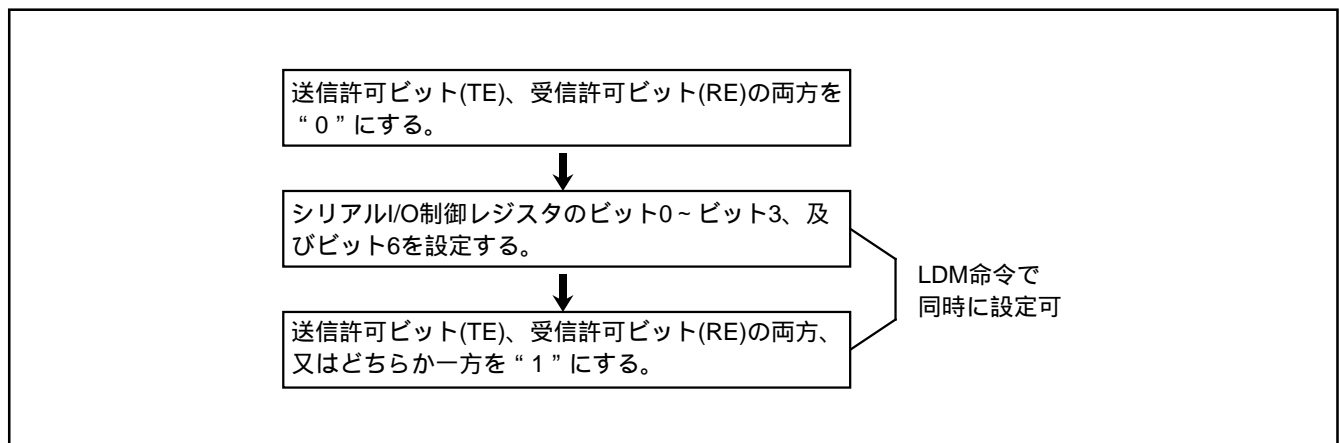 送信許可ビット(TE)、受信許可ビット(RE)の両方を
“０”にする。
シリアルI/O制御レジスタのビット0～ビット3、及
びビット6を設定する。
送信許可ビット(TE)、受信許可ビット(RE)の両方、
又はどちらか一方を“１”にする。
LDM命令で
同時に設定可